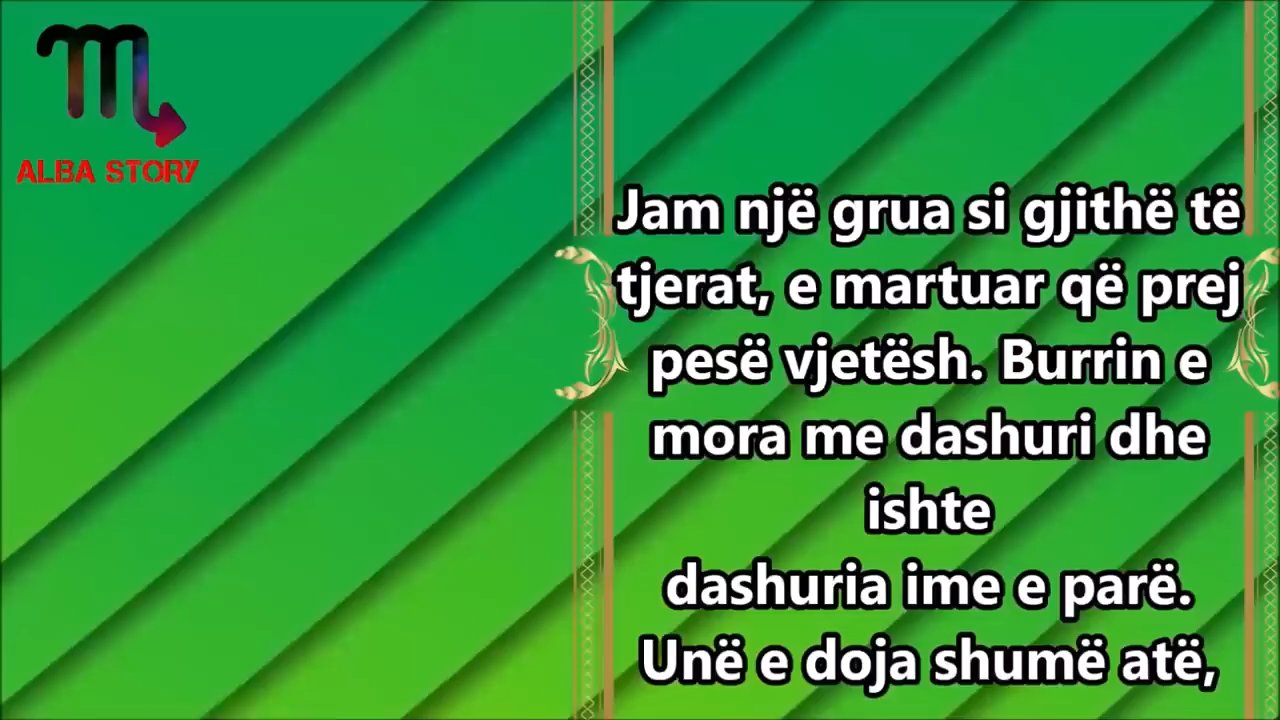 ALBA STORY
Jam një grua si gjithë të
tjerat, e martuar që prej
pesë vjetësh. Burrin e
mora me dashuri dhe
ishte
dashuria ime e parë.
Unë e doja shumë atë,